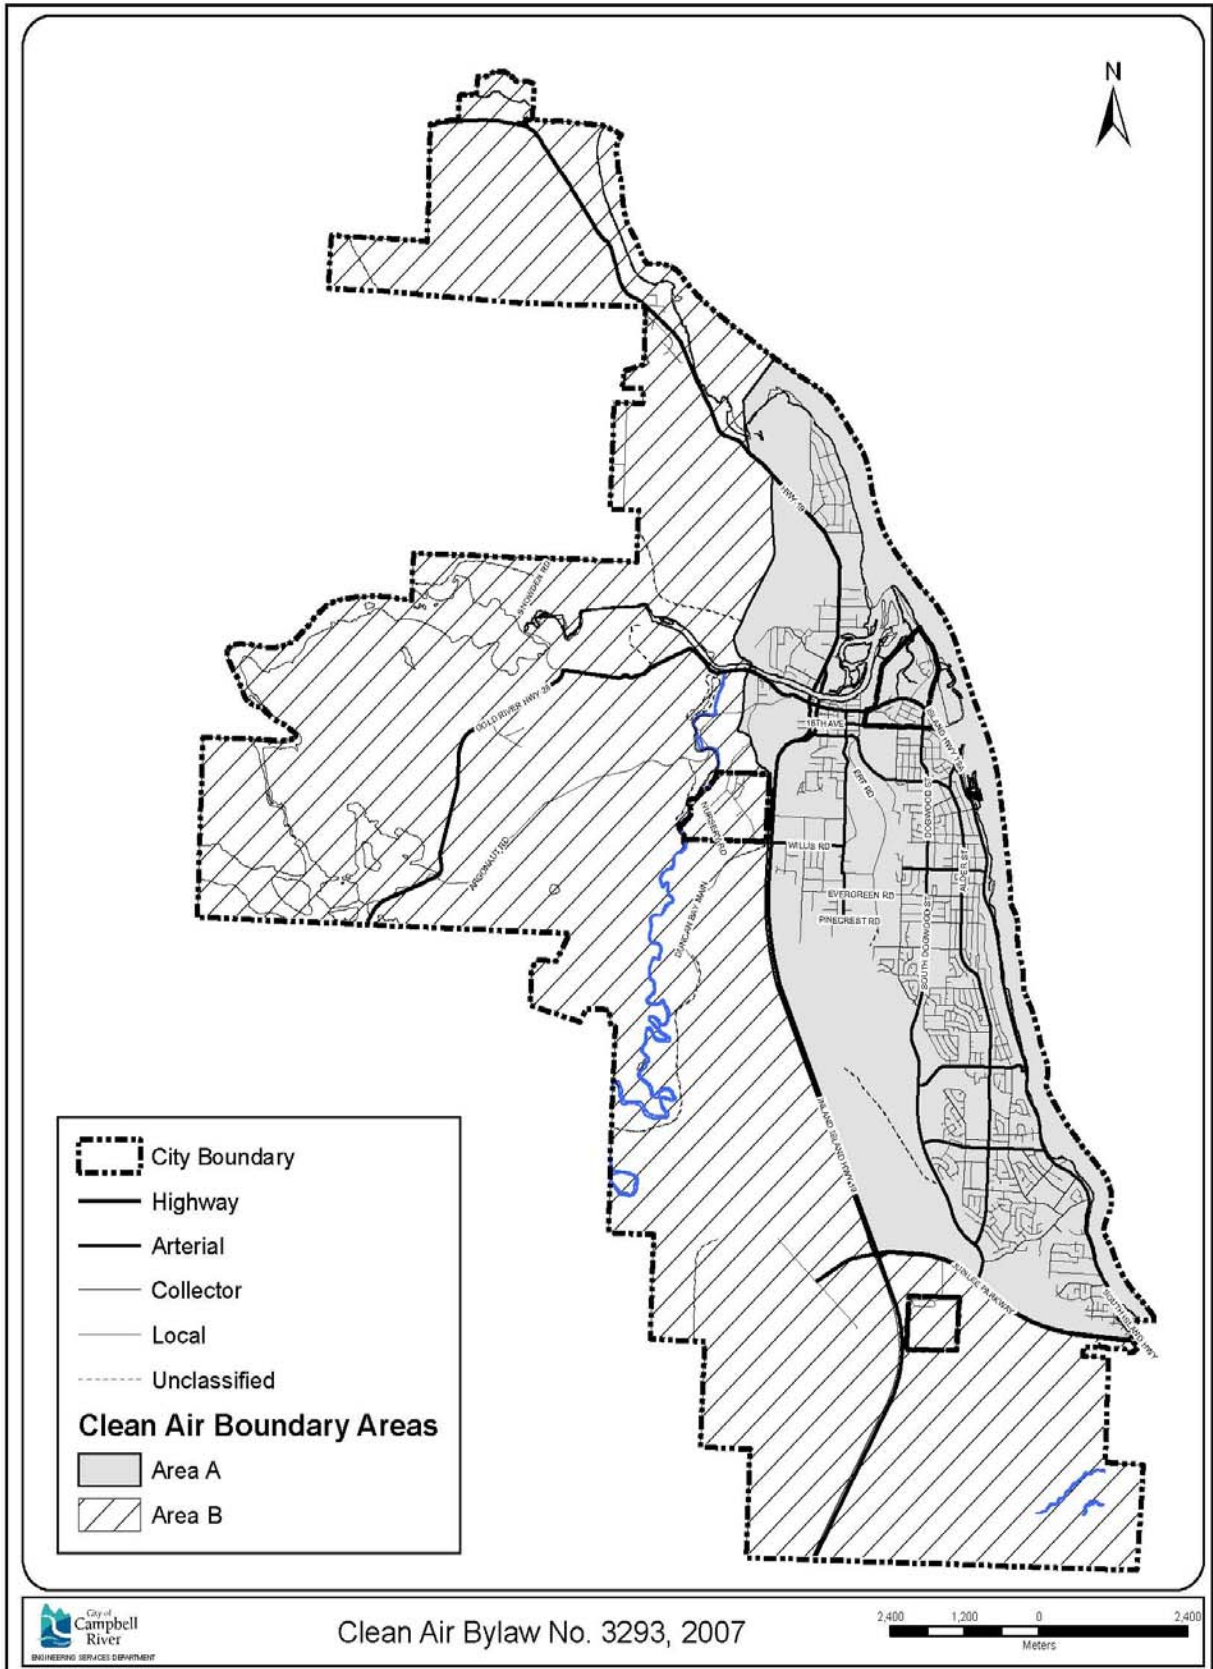 N
HWY 19
SNOWDEN RD
GOLD RIVER HWY 28
16TH AVE
ISLAND HWY 19A
ERT RD
DOGWOOD ST
NURSERY RD
WILLIS RD
ARGONAUT RD
ALDER ST
EVERGREEN RD
DUNCAN BAY MAIN
PINECREST RD
SOUTH DOGWOOD ST
INLAND ISLAND HWY 19
JUBILEE PARKWAY
SOUTH ISLAND HWY
City Boundary
Highway
Arterial
Collector
Local
Unclassified
Clean Air Boundary Areas
Area A
Area B
City of
Campbell
River
ENGINEERING SERVICES DEPARTMENT
Clean Air Bylaw No. 3293, 2007
2,400 1,200 0 2,400
Meters